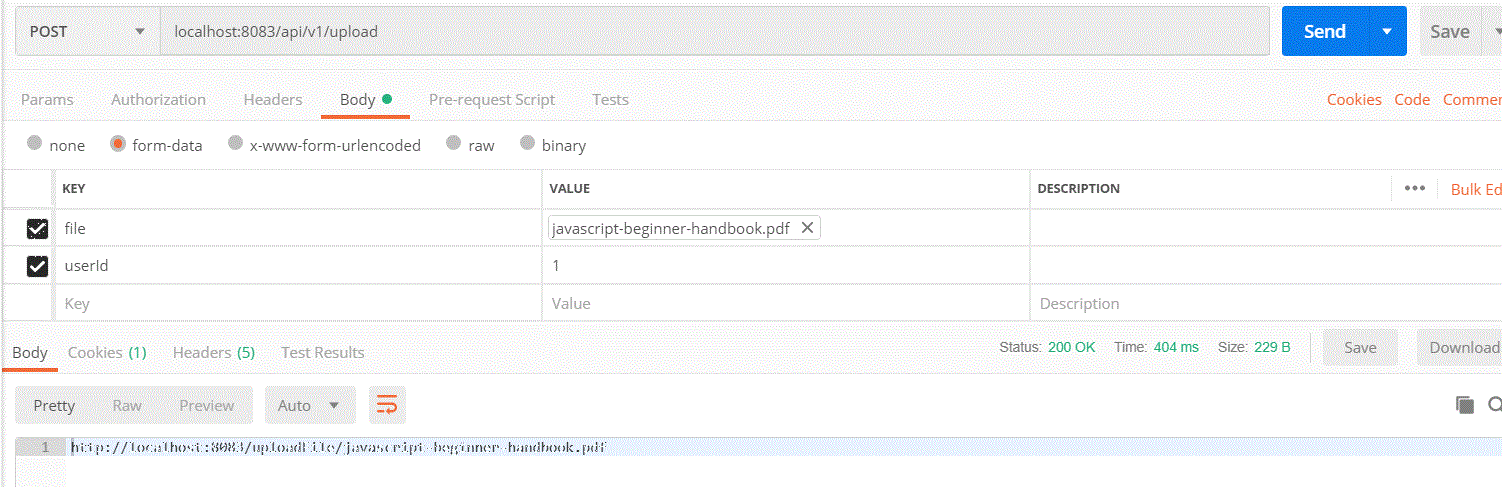 POST localhost:8083/api/v1/upload Send Save
Params Authorization Headers Body Pre-request Script Tests Cookies Code Commen
none form-data x-www-form-urlencoded raw binary
KEY VALUE DESCRIPTION ••• Bulk Ed
file javascript-beginner-handbook.pdf
userId 1
Key Value Description
Body Cookies (1) Headers (5) Test Results Status: 200 OK Time: 404 ms Size: 229 B Save Download
Pretty Raw Preview Auto
1 http://localhost:8083/uploadFile/javascript-beginner-handbook.pdf